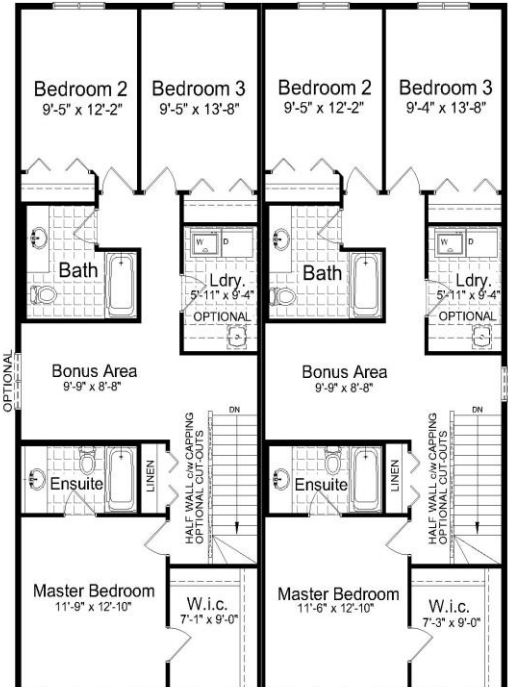 Bedroom 2
9'-5" x 12'-2"
Bedroom 3
9'-5" x 13'-8"
Bedroom 2
9'-5" x 12'-2"
Bedroom 3
9'-4" x 13'-8"
W D
Bath
Ldry.
5'-11" x 9'-4"
OPTIONAL
W D
Bath
Ldry.
5'-11" x 9'-4"
OPTIONAL
OPTIONAL
Bonus Area
9'-9" x 8'-8"
Bonus Area
9'-9" x 8'-8"
DN
HALF WALL c/w CAPPING
OPTIONAL CUT-OUTS
DN
HALF WALL c/w CAPPING
OPTIONAL CUT-OUTS
Ensuite
LINEN
Ensuite
LINEN
Master Bedroom
11'-9" x 12'-10"
W.i.c.
7'-1" x 9'-0"
Master Bedroom
11'-6" x 12'-10"
W.i.c.
7'-3" x 9'-0"